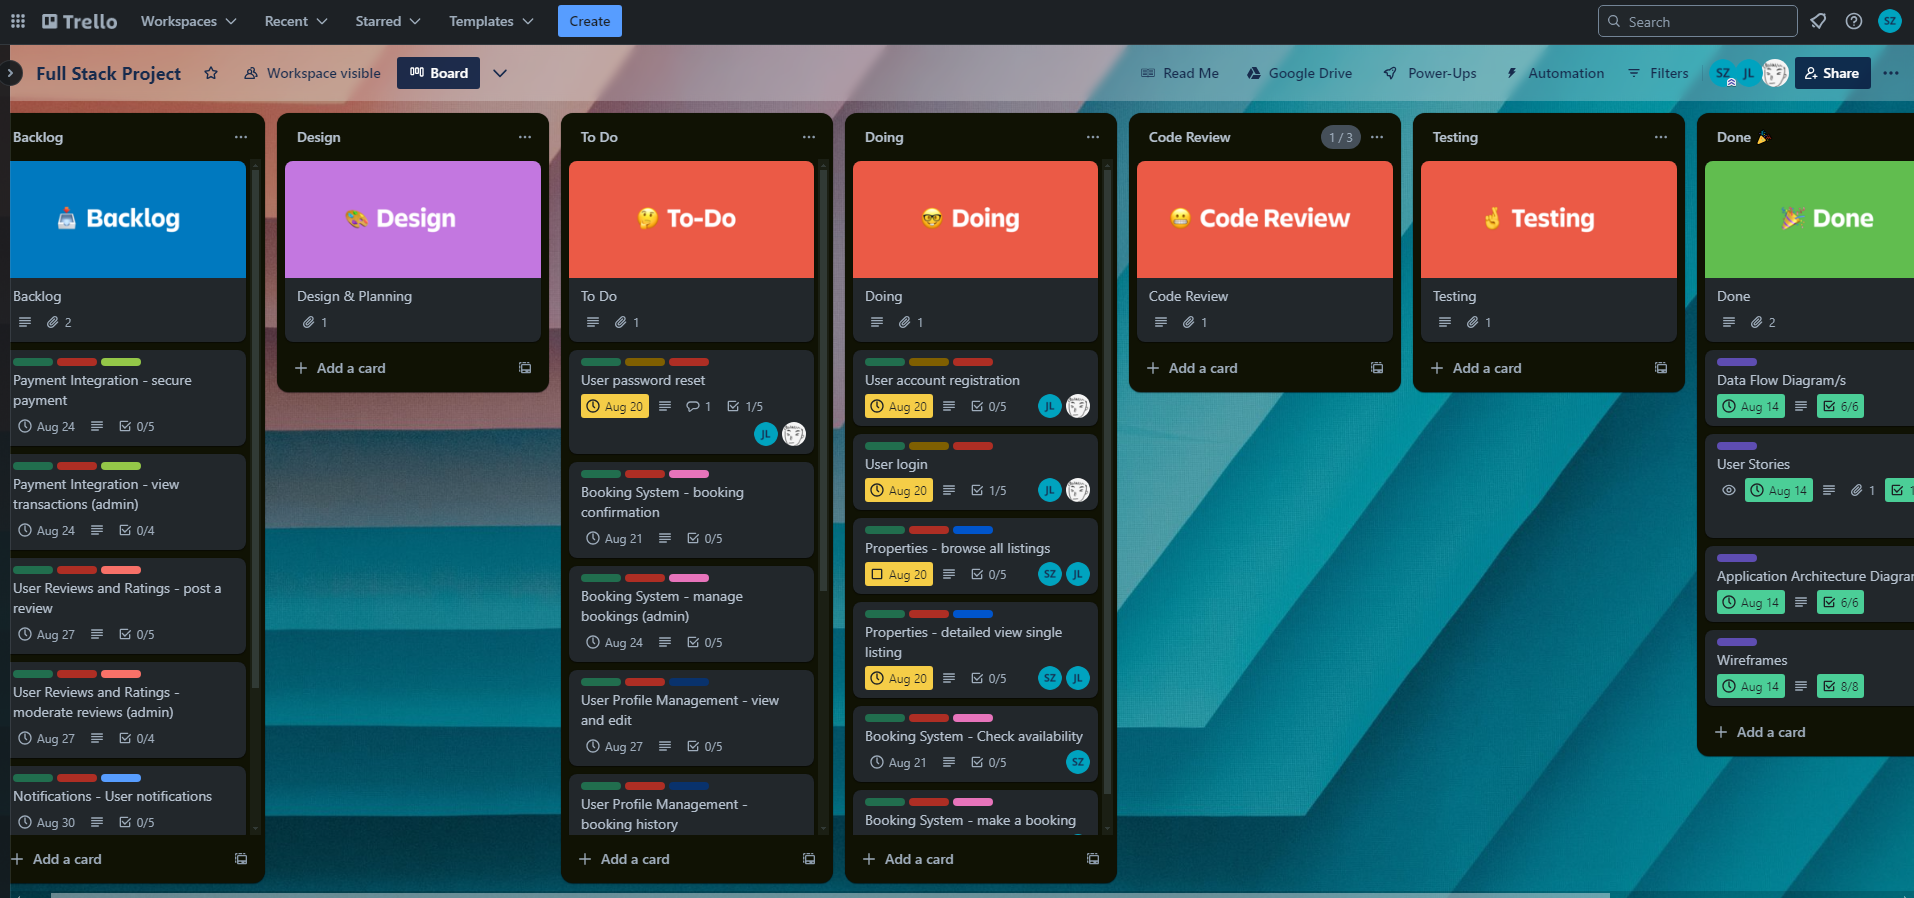 Trello
Workspaces
Recent
Starred
Templates
Create
Search
SZ
Full Stack Project
Workspace visible
Board
Read Me
Google Drive
Power-Ups
Automation
Filters
SZ
JL
Share
Backlog
Backlog
Backlog
2
Payment Integration - secure
payment
Aug 24
0/5
Payment Integration - view
transactions (admin)
Aug 24
0/4
User Reviews and Ratings - post a
review
Aug 27
0/5
User Reviews and Ratings -
moderate reviews (admin)
Aug 27
0/4
Notifications - User notifications
Aug 30
0/5
Add a card
Design
Design
Design & Planning
1
Add a card
To Do
To-Do
To Do
1
User password reset
Aug 20
1
1/5
JL
Booking System - booking
confirmation
Aug 21
0/5
Booking System - manage
bookings (admin)
Aug 24
0/5
User Profile Management - view
and edit
Aug 27
0/5
User Profile Management -
booking history
Add a card
Doing
Doing
Doing
1
User account registration
Aug 20
0/5
JL
User login
Aug 20
1/5
JL
Properties - browse all listings
Aug 20
0/5
SZ
JL
Properties - detailed view single
listing
Aug 20
0/5
SZ
JL
Booking System - Check availability
Aug 21
0/5
SZ
Booking System - make a booking
Add a card
Code Review
1 / 3
Code Review
Code Review
1
Add a card
Testing
Testing
Testing
1
Add a card
Done
Done
Done
2
Data Flow Diagram/s
Aug 14
6/6
User Stories
Aug 14
1
Application Architecture Diagra
Aug 14
6/6
Wireframes
Aug 14
8/8
Add a card